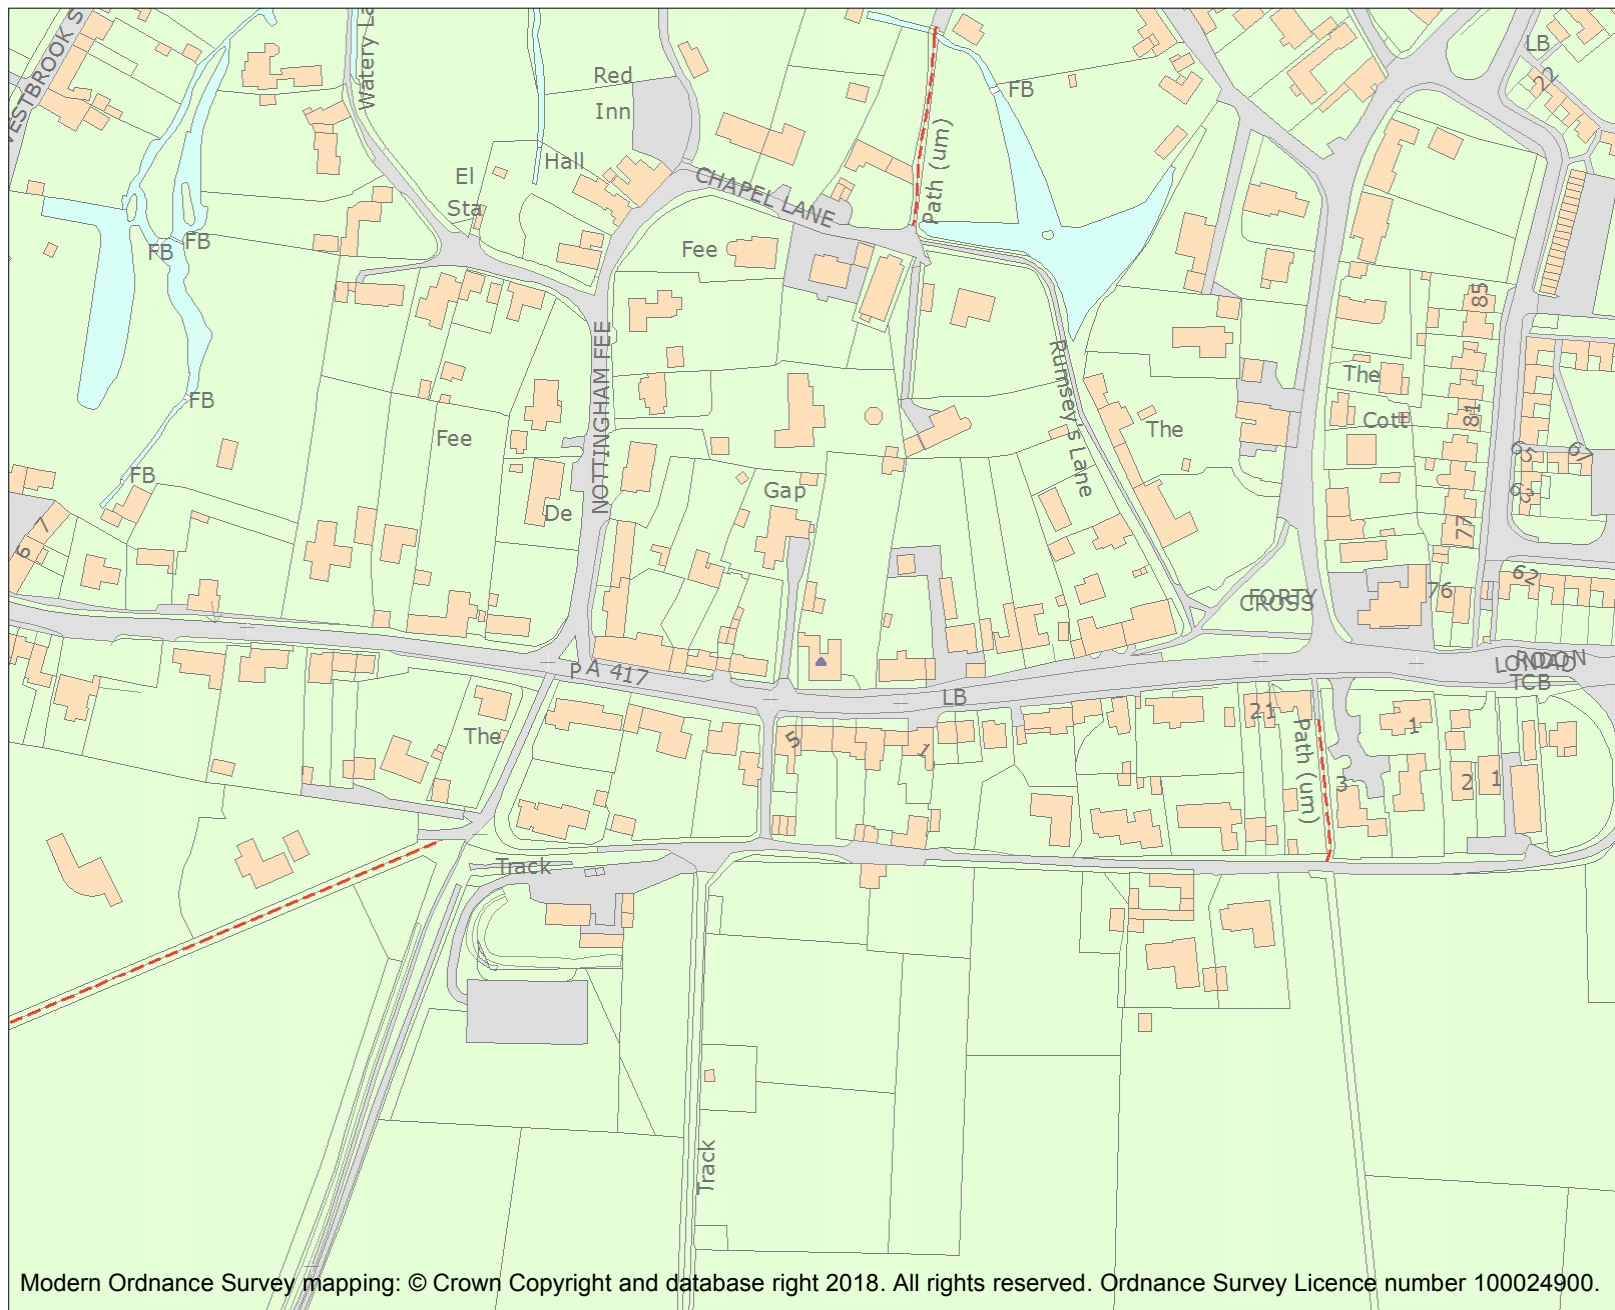 WESTBROOK S
Watery La
Red
Inn
FB
LB
22
El
Sta
Hall
CHAPEL LANE
Path (um)
FB
FB
Fee
NOTTINGHAM FEE
Rumsey's Lane
85
The
The
81
Cott
FB
Fee
FB
De
Gap
65
67
63
77
7
6
62
76
FORTY
CROSS
P A 417
LB
LONDON
ROAD
TCB
The
5
1
21
Path (um)
1
3
2
1
Track
Track
Modern Ordnance Survey mapping: © Crown Copyright and database right 2018. All rights reserved. Ordnance Survey Licence number 100024900.